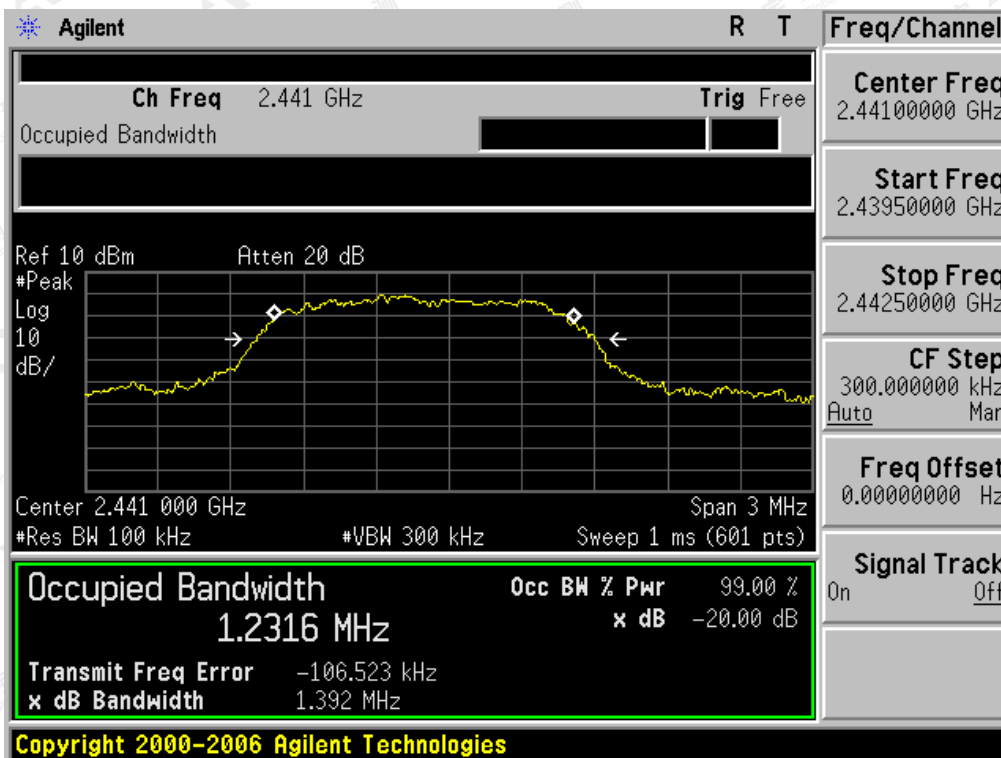 Agilent R T Freq/Channel
Ch Freq 2.441 GHz Trig Free
Occupied Bandwidth
Center Freq
2.44100000 GHz
Start Freq
2.43950000 GHz
Stop Freq
2.44250000 GHz
CF Step
300.000000 kHz
Auto Man
Freq Offset
0.00000000 Hz
Signal Track
On Off
Ref 10 dBm Atten 20 dB
#Peak
Log
10
dB/
Center 2.441 000 GHz Span 3 MHz
#Res BW 100 kHz #VBW 300 kHz Sweep 1 ms (601 pts)
Occupied Bandwidth Occ BW % Pwr 99.00 %
1.2316 MHz x dB -20.00 dB
Transmit Freq Error -106.523 kHz
x dB Bandwidth 1.392 MHz
Copyright 2000-2006 Agilent Technologies